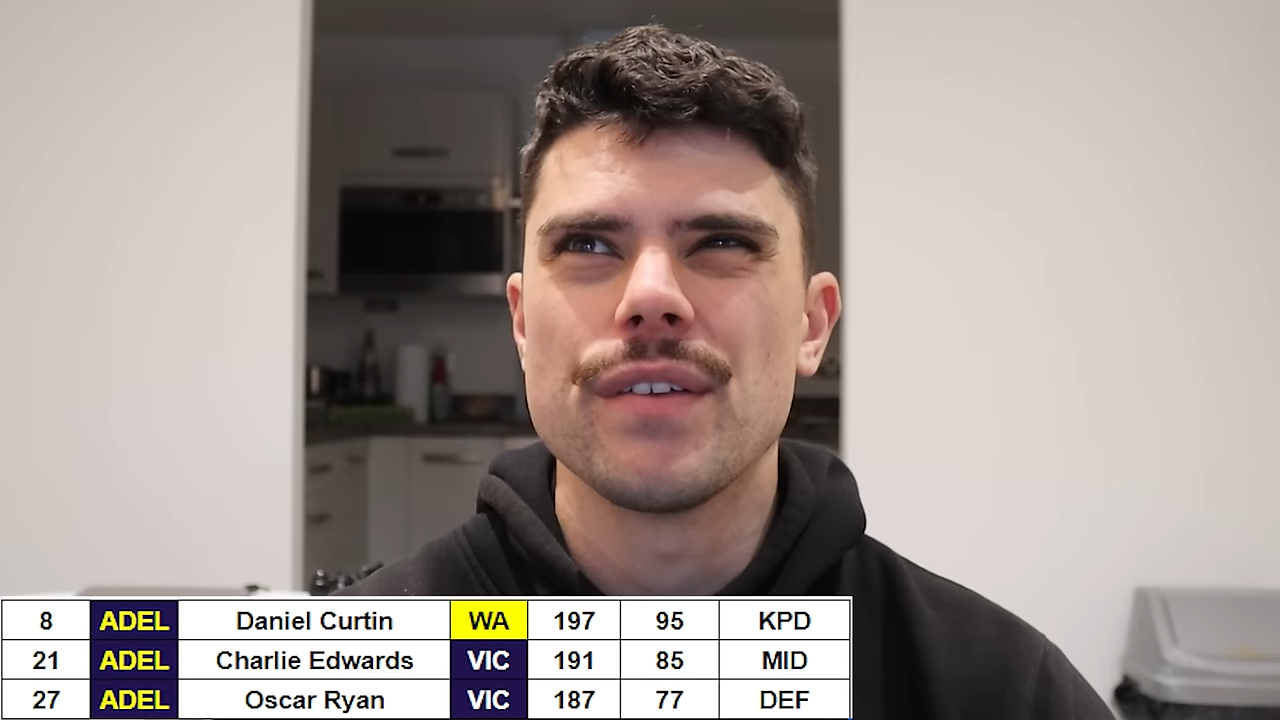 8 ADEL Daniel Curtin WA 197 95 KPD
21 ADEL Charlie Edwards VIC 191 85 MID
27 ADEL Oscar Ryan VIC 187 77 DEF